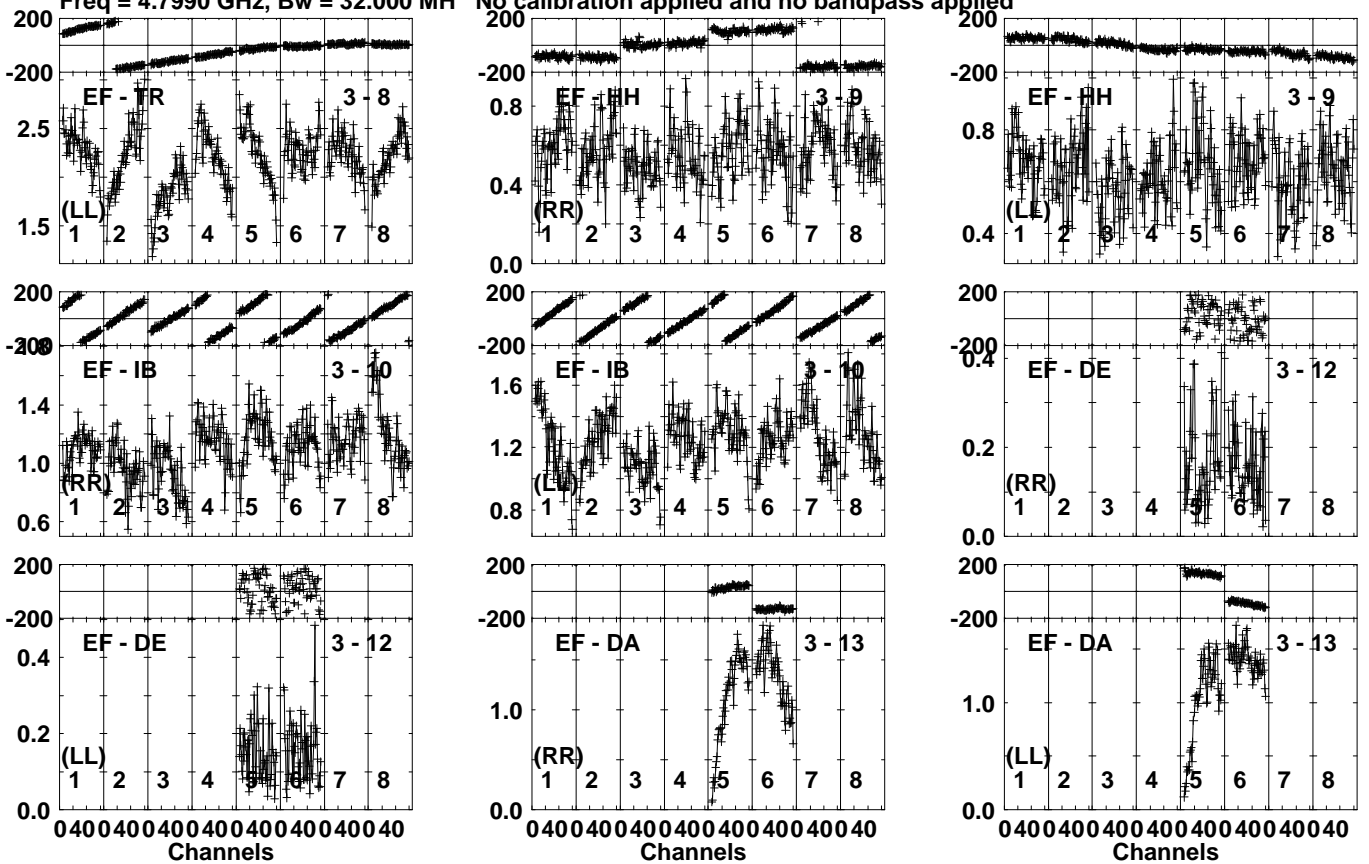 Freq = 4.7990 GHz, Bw = 32.000 MH No calibration applied and no bandpass applied
200
-200
EF - TR 3 - 8
2.5
1.5
(LL)
1 2 3 4 5 6 7 8
200
-200
EF - HH 3 - 9
0.8
0.4
0.0
(RR)
1 2 3 4 5 6 7 8
200
-200
EF - HH 3 - 9
0.8
0.4
(LL)
1 2 3 4 5 6 7 8
200
-200
1.8
EF - IB 3 - 10
1.4
1.0
0.6
(RR)
1 2 3 4 5 6 7 8
200
-200
EF - IB 3 - 10
1.6
1.2
0.8
(LL)
1 2 3 4 5 6 7 8
200
-200
0.4
EF - DE 3 - 12
0.2
0.0
(RR)
1 2 3 4 5 6 7 8
200
-200
EF - DE 3 - 12
0.4
0.2
0.0
(LL)
1 2 3 4 5 6 7 8
0 40 0 40 0 40 0 40 0 40 0 40 0 40 0 40
Channels
200
-200
EF - DA 3 - 13
1.0
0.0
(RR)
1 2 3 4 5 6 7 8
0 40 0 40 0 40 0 40 0 40 0 40 0 40 0 40
Channels
200
-200
EF - DA 3 - 13
1.0
0.0
(LL)
1 2 3 4 5 6 7 8
0 40 0 40 0 40 0 40 0 40 0 40 0 40 0 40
Channels